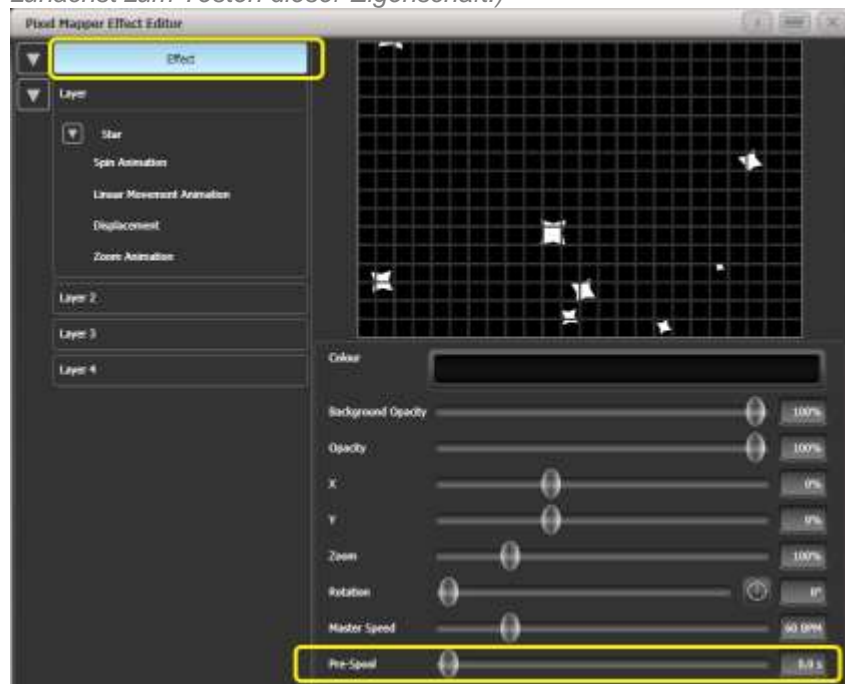 zunächst zum Testen dieser Eigenschaft.)
Pixel Mapper Effect Editor
Effect
Layer
Star
Spin Animation
Linear Movement Animation
Displacement
Zoom Animation
Layer 2
Layer 3
Layer 4
Colour
Background Opacity 100%
Opacity 100%
X 0%
Y 0%
Zoom 100%
Rotation 0°
Master Speed 60 BPM
Pre-Spool 0.0 s